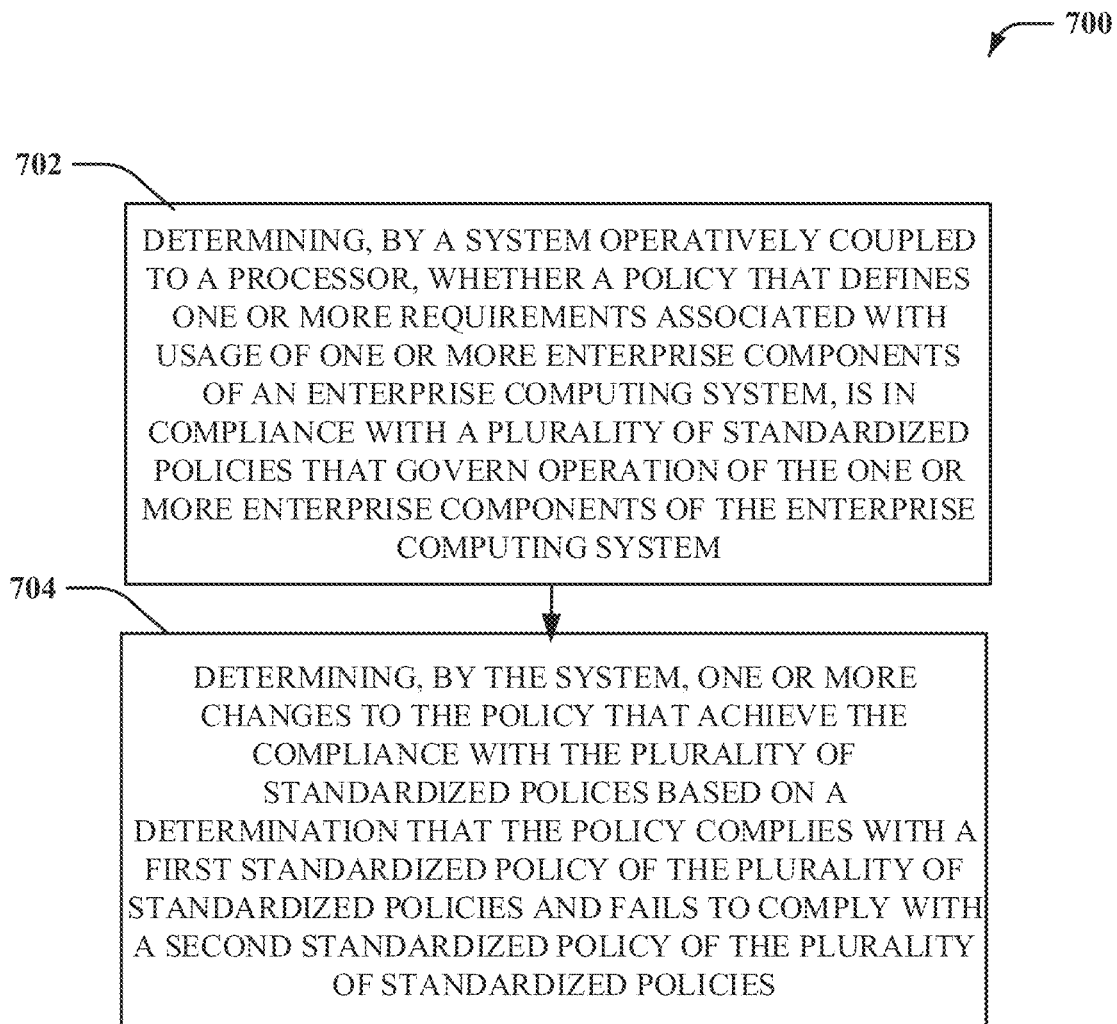 700
702
DETERMINING, BY A SYSTEM OPERATIVELY COUPLED
TO A PROCESSOR, WHETHER A POLICY THAT DEFINES
ONE OR MORE REQUIREMENTS ASSOCIATED WITH
USAGE OF ONE OR MORE ENTERPRISE COMPONENTS
OF AN ENTERPRISE COMPUTING SYSTEM, IS IN
COMPLIANCE WITH A PLURALITY OF STANDARDIZED
POLICIES THAT GOVERN OPERATION OF THE ONE OR
MORE ENTERPRISE COMPONENTS OF THE ENTERPRISE
COMPUTING SYSTEM
704
DETERMINING, BY THE SYSTEM, ONE OR MORE
CHANGES TO THE POLICY THAT ACHIEVE THE
COMPLIANCE WITH THE PLURALITY OF
STANDARDIZED POLICES BASED ON A
DETERMINATION THAT THE POLICY COMPLIES WITH A
FIRST STANDARDIZED POLICY OF THE PLURALITY OF
STANDARDIZED POLICIES AND FAILS TO COMPLY WITH
A SECOND STANDARDIZED POLICY OF THE PLURALITY
OF STANDARDIZED POLICIES